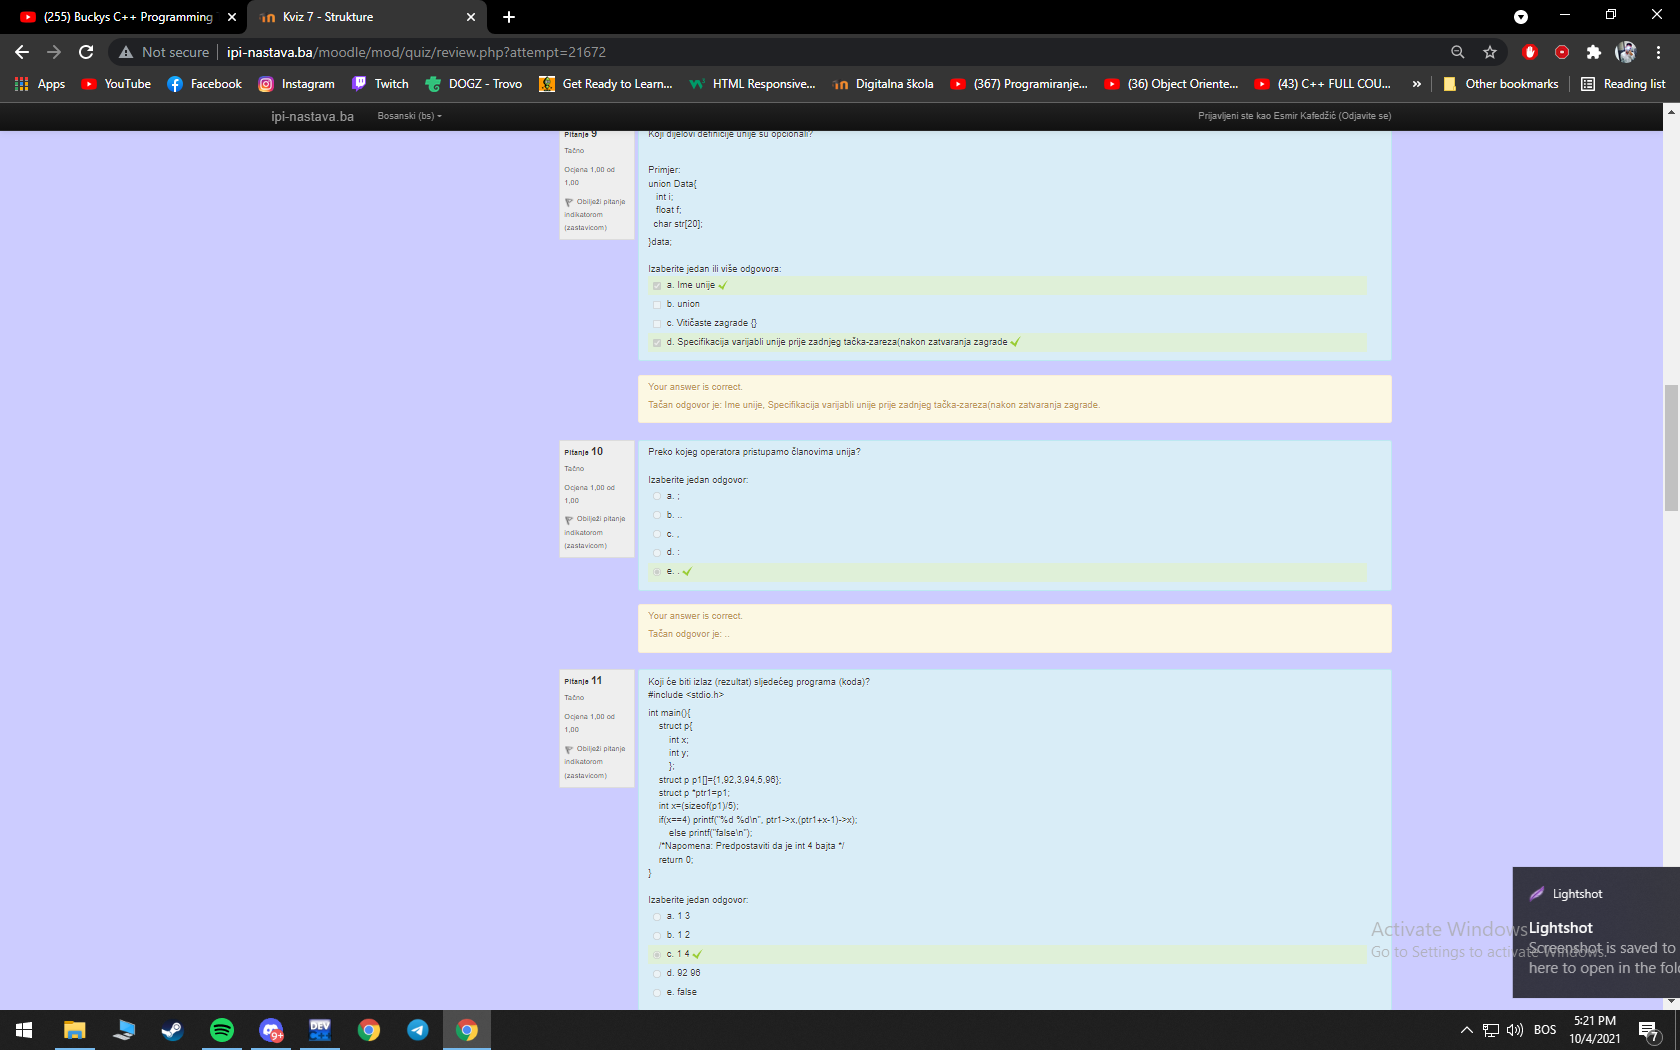 (255) Buckys C++ Programming
Kviz 7 - Strukture
Not secure
ipi-nastava.ba/moodle/mod/quiz/review.php?attempt=21672
Apps
YouTube
Facebook
Instagram
Twitch
DOGZ - Trovo
Get Ready to Learn...
HTML Responsive...
Digitalna škola
(367) Programiranje...
(36) Object Oriente...
(43) C++ FULL COU...
»
Other bookmarks
Reading list
ipi-nastava.ba
Bosanski (bs)
Prijavljeni ste kao Esmir Kafedžić (Odjavite se)
Pitanje 9
Tačno
Ocjena 1,00 od
1,00
Obilježi pitanje
indikatorom
(zastavicom)
Koji dijelovi definicije unije su opcionali?
Primjer:
union Data{
int i;
float f;
char str[20];
}data;
Izaberite jedan ili više odgovora:
a. Ime unije
b. union
c. Vitičaste zagrade {}
d. Specifikacija varijabli unije prije zadnjeg tačka-zareza(nakon zatvaranja zagrade
Your answer is correct.
Tačan odgovor je: Ime unije, Specifikacija varijabli unije prije zadnjeg tačka-zareza(nakon zatvaranja zagrade.
Pitanje 10
Tačno
Ocjena 1,00 od
1,00
Obilježi pitanje
indikatorom
(zastavicom)
Preko kojeg operatora pristupamo članovima unija?
Izaberite jedan odgovor:
a. ;
b. ..
c. ,
d. :
e. .
Your answer is correct.
Tačan odgovor je: ..
Pitanje 11
Tačno
Ocjena 1,00 od
1,00
Obilježi pitanje
indikatorom
(zastavicom)
Koji će biti izlaz (rezultat) sljedećeg programa (koda)?
#include <stdio.h>
int main(){
struct p{
int x;
int y;
};
struct p p1[]={1,92,3,94,5,96};
struct p *ptr1=p1;
int x=(sizeof(p1)/5);
if(x==4) printf("%d %d\n", ptr1->x,(ptr1+x-1)->x);
else printf("false\n");
/*Napomena: Predpostaviti da je int 4 bajta */
return 0;
}
Izaberite jedan odgovor:
a. 1 3
b. 1 2
c. 1 4
d. 92 96
e. false
Activate Windows
Go to Settings to activate Windows.
Lightshot
Lightshot
Screenshot is saved to
here to open in the fol
9+
DEV
BOS
5:21 PM
10/4/2021
7